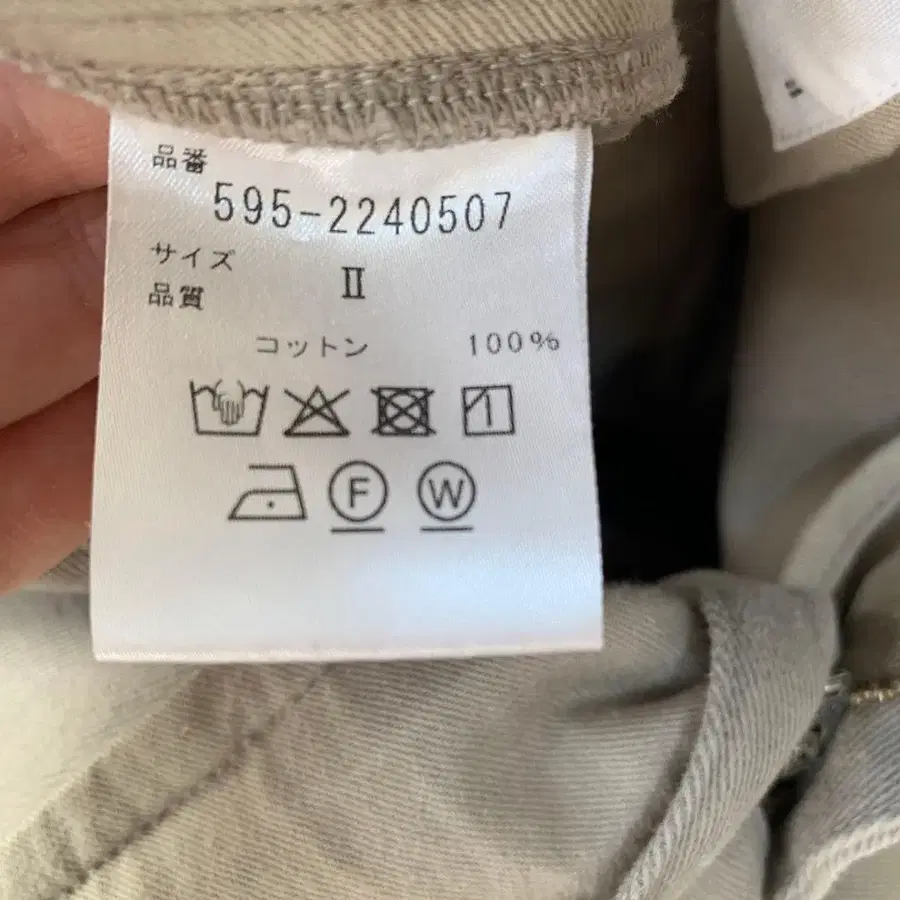 品番
595-2240507
サイズ II
品質
コットン 100%
F W